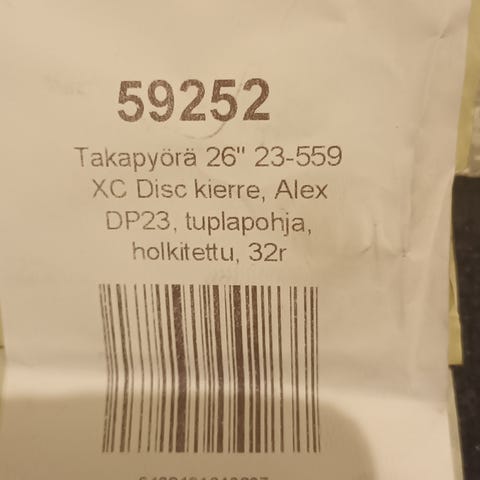 59252
Takapyörä 26" 23-559
XC Disc kierre, Alex
DP23, tuplapohja,
holkitettu, 32r